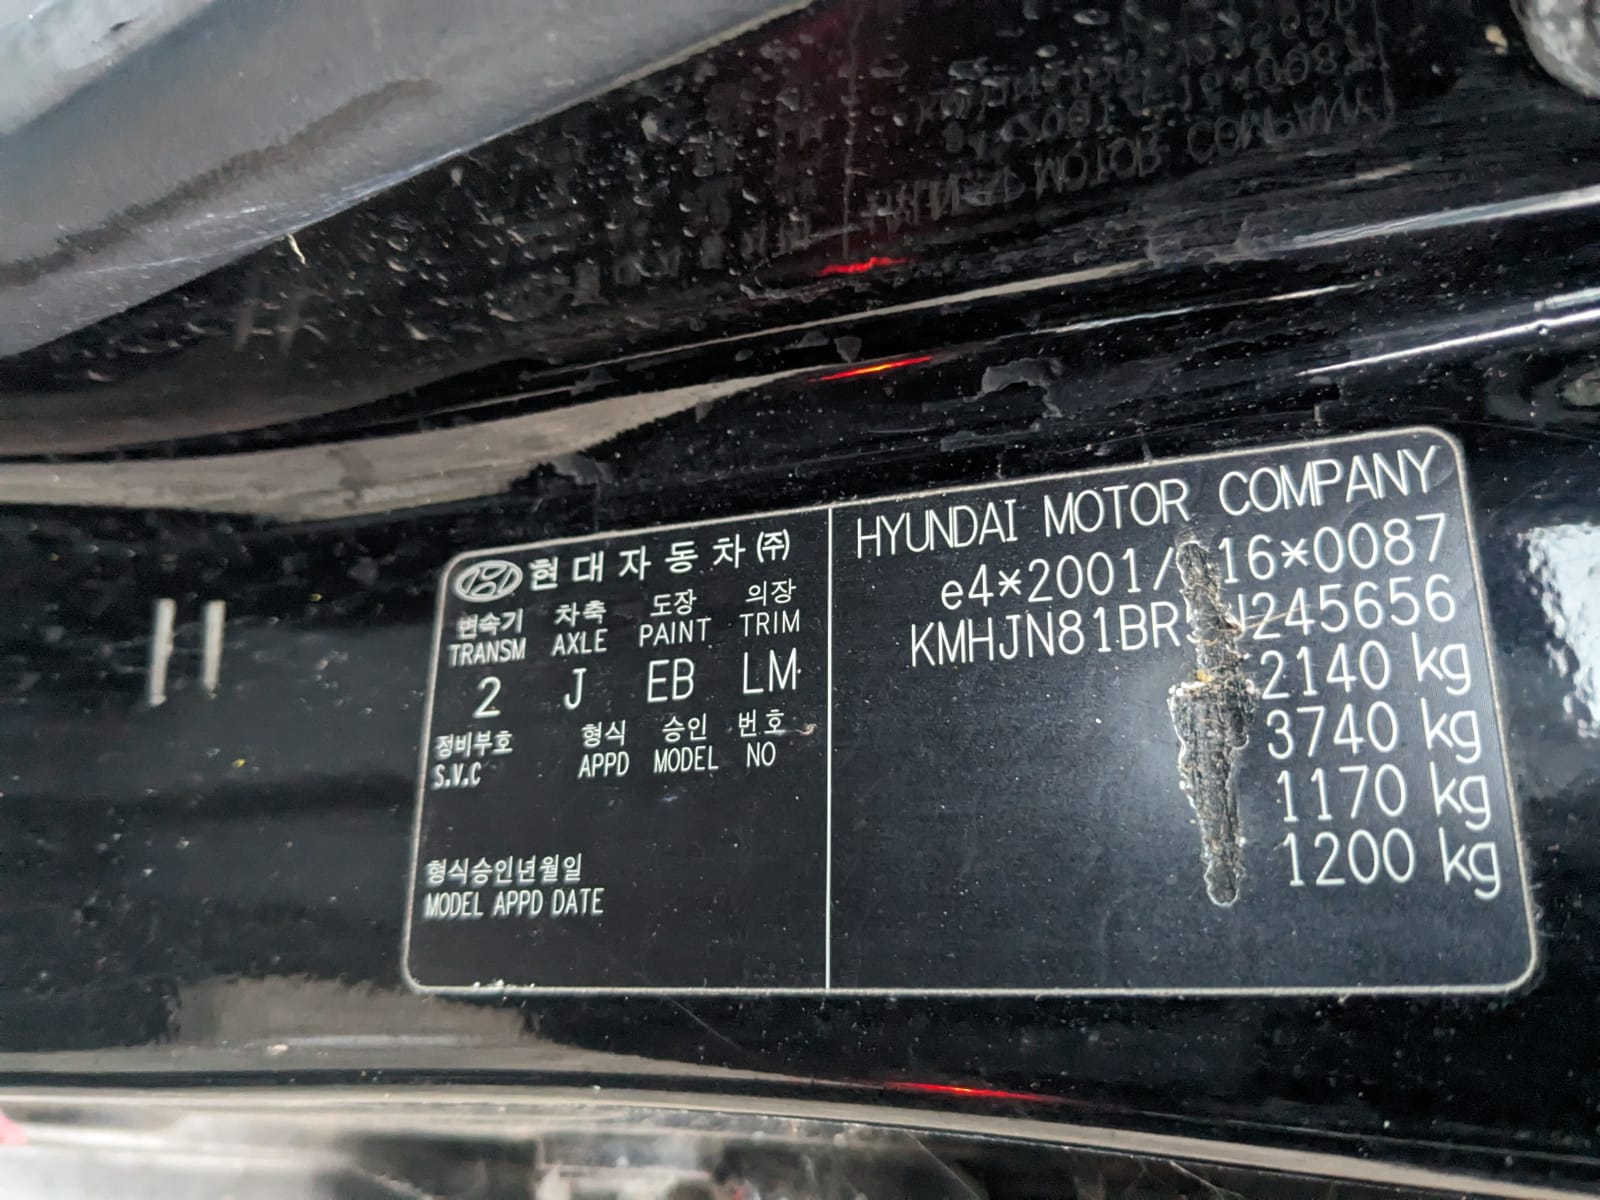 현대자동차(주)
변속기 차축 도장 의장
TRANSM AXLE PAINT TRIM
2 J EB LM
정비부호 형식 승인 번호
S.V.C APPD MODEL NO
형식승인년월일
MODEL APPD DATE
HYUNDAI MOTOR COMPANY
2140 kg
3740 kg
1170 kg
1200 kg